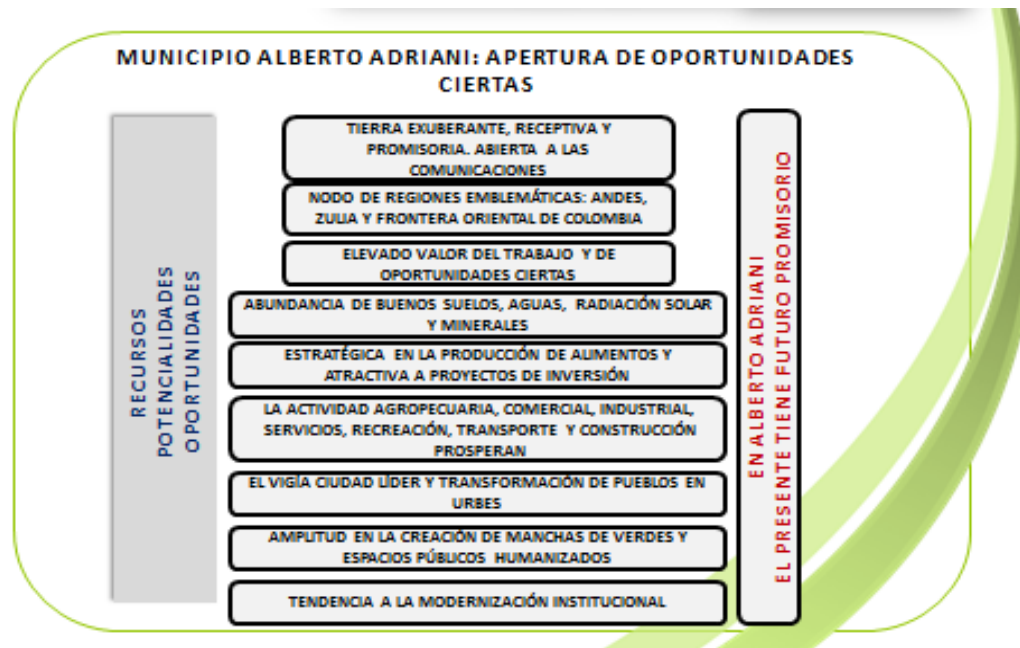 MUNICIPIO ALBERTO ADRIANI: APERTURA DE OPORTUNIDADES
CIERTAS
RECURSOS
POTENCIALIDADES
OPORTUNIDADES
TIERRA EXUBERANTE, RECEPTIVA Y
PROMISORIA. ABIERTA A LAS
COMUNICACIONES
NODO DE REGIONES EMBLEMÁTICAS: ANDES,
ZULIA Y FRONTERA ORIENTAL DE COLOMBIA
ELEVADO VALOR DEL TRABAJO Y DE
OPORTUNIDADES CIERTAS
ABUNDANCIA DE BUENOS SUELOS, AGUAS, RADIACIÓN SOLAR
Y MINERALES
ESTRATÉGICA EN LA PRODUCCIÓN DE ALIMENTOS Y
ATRACTIVA A PROYECTOS DE INVERSIÓN
LA ACTIVIDAD AGROPECUARIA, COMERCIAL, INDUSTRIAL,
SERVICIOS, RECREACIÓN, TRANSPORTE Y CONSTRUCCIÓN
PROSPERAN
EL VIGÍA CIUDAD LÍDER Y TRANSFORMACIÓN DE PUEBLOS EN
URBES
AMPLITUD EN LA CREACIÓN DE MANCHAS DE VERDES Y
ESPACIOS PÚBLICOS HUMANIZADOS
TENDENCIA A LA MODERNIZACIÓN INSTITUCIONAL
EN ALBERTO ADRIANI
EL PRESENTE TIENE FUTURO PROMISORIO